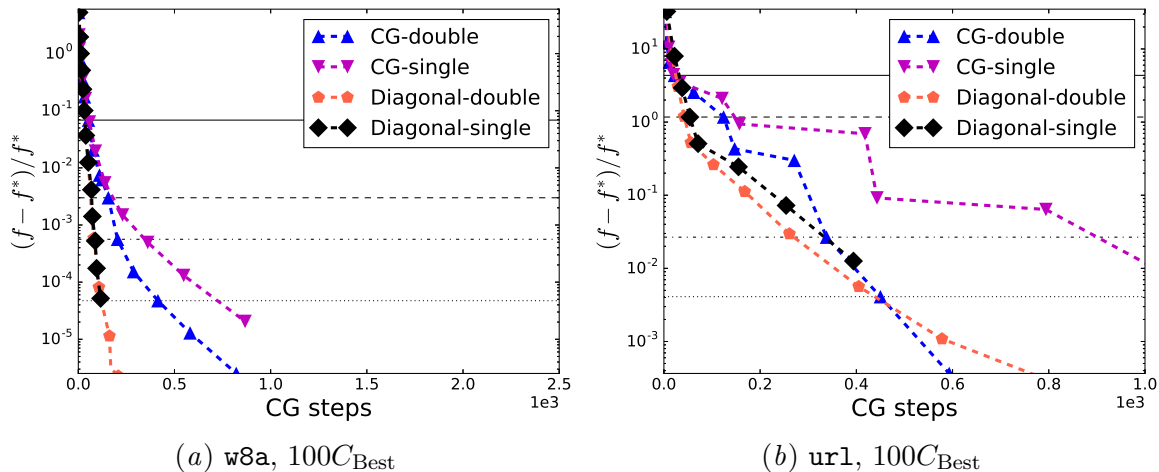 CG-double
CG-single
Diagonal-double
Diagonal-single
(f − f*)/f*
10^0
10^-1
10^-2
10^-3
10^-4
10^-5
0.0 0.5 1.0 1.5 2.0 2.5
1e3
CG steps
(a) w8a, 100C_Best
CG-double
CG-single
Diagonal-double
Diagonal-single
(f − f*)/f*
10^1
10^0
10^-1
10^-2
10^-3
0.0 0.2 0.4 0.6 0.8 1.0
1e3
CG steps
(b) url, 100C_Best